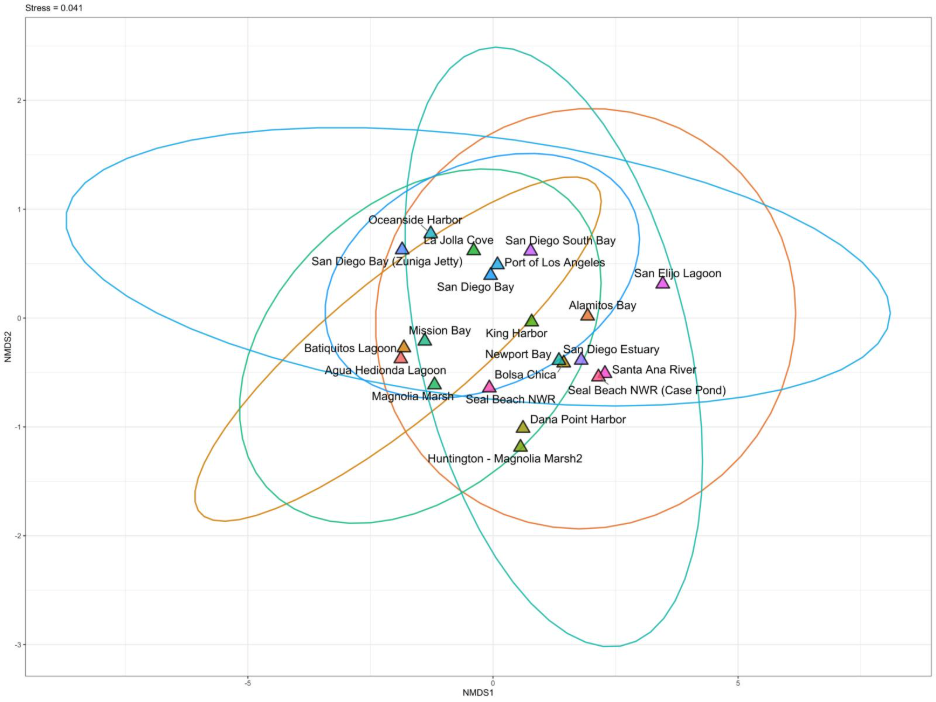 Stress = 0.041
2
1
0
-1
-2
-3
NMDS2
Oceanside Harbor
La Jolla Cove
San Diego South Bay
San Diego Bay (Zuniga Jetty)
Port of Los Angeles
San Elijo Lagoon
San Diego Bay
Alamitos Bay
Mission Bay
King Harbor
Batiquitos Lagoon
Newport Bay
San Diego Estuary
Agua Hedionda Lagoon
Bolsa Chica
Santa Ana River
Magnolia Marsh
Seal Beach NWR
Seal Beach NWR (Case Pond)
Dana Point Harbor
Huntington - Magnolia Marsh2
-5
0
5
NMDS1